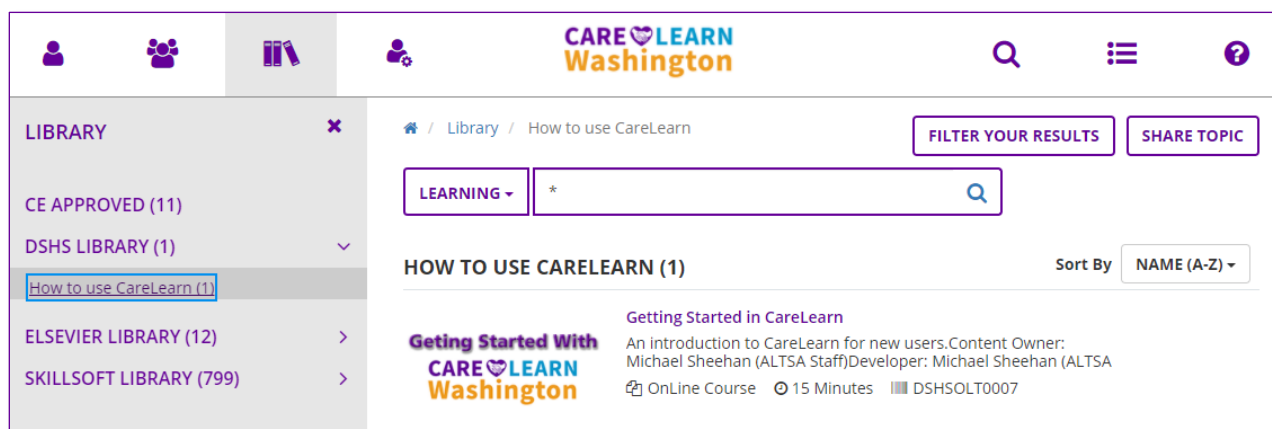 CARE LEARN
Washington
LIBRARY
CE APPROVED (11)
DSHS LIBRARY (1)
How to use CareLearn (1)
ELSEVIER LIBRARY (12)
SKILLSOFT LIBRARY (799)
/ Library / How to use CareLearn
FILTER YOUR RESULTS
SHARE TOPIC
LEARNING
*
HOW TO USE CARELEARN (1)
Sort By
NAME (A-Z)
Geting Started With
CARE LEARN
Washington
Getting Started in CareLearn
An introduction to CareLearn for new users.Content Owner:
Michael Sheehan (ALTSA Staff)Developer: Michael Sheehan (ALTSA
OnLine Course 15 Minutes DSHSOLT0007